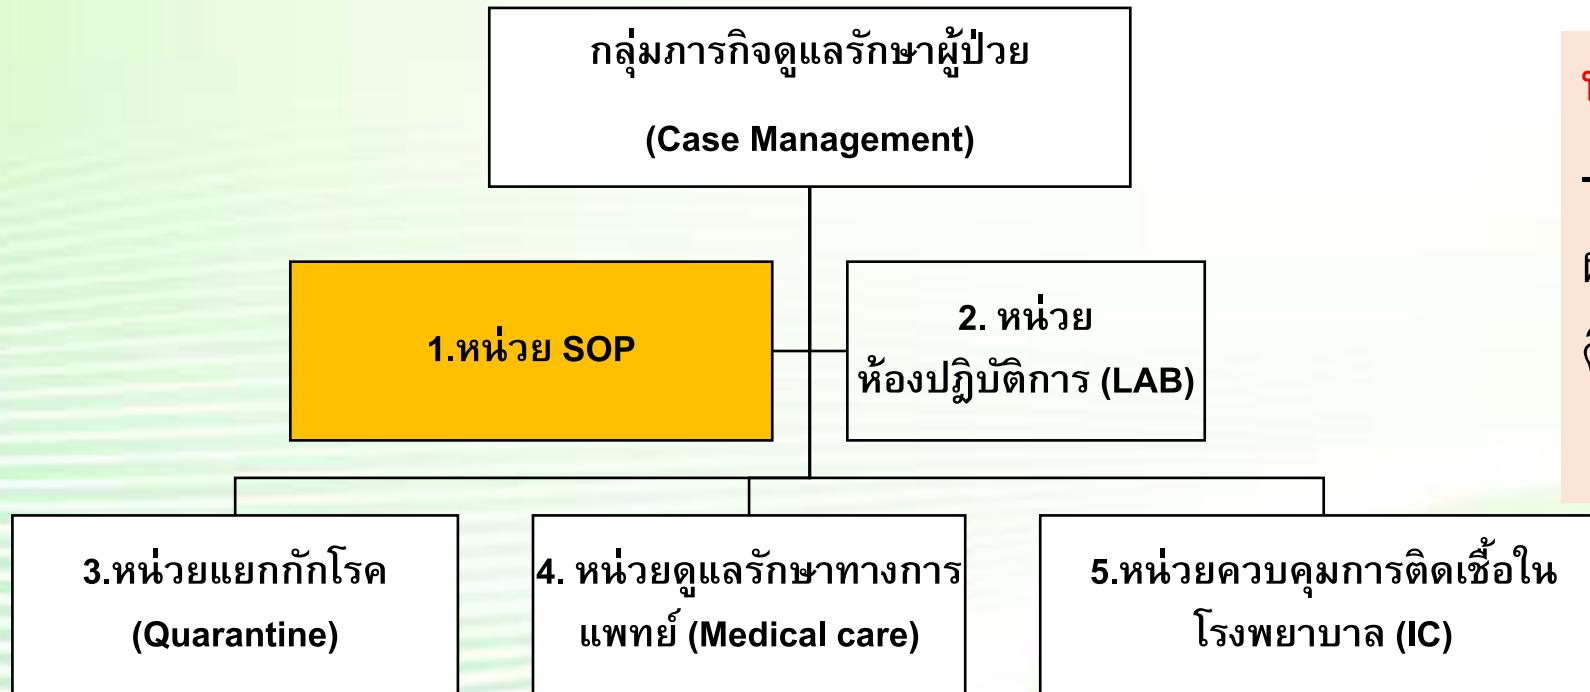 กลุ่มภารกิจดูแลรักษาผู้ป่วย
(Case Management)
1.หน่วย SOP
2. หน่วย
ห้องปฎิบัติการ (LAB)
3.หน่วยแยกกักโรค
(Quarantine)
4. หน่วยดูแลรักษาทางการ
แพทย์ (Medical care)
5.หน่วยควบคุมการติดเชื้อใน
โรงพยาบาล (IC)